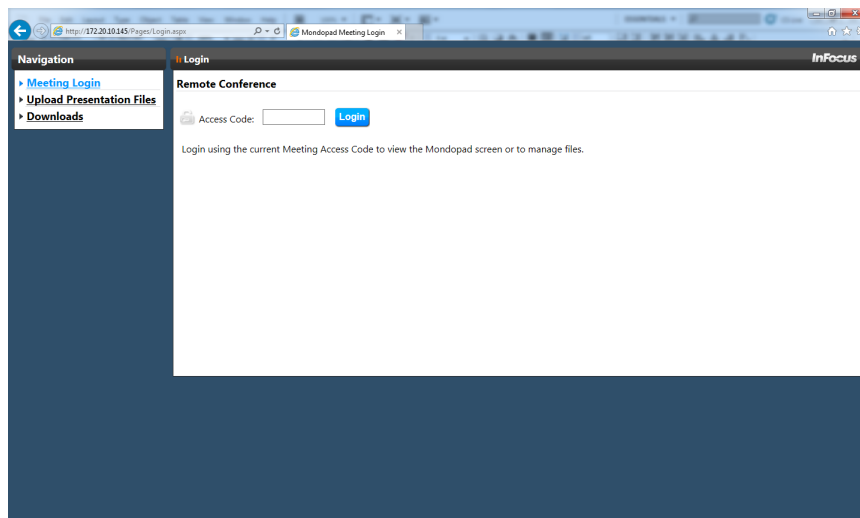 http://172.20.10.145/Pages/Login.aspx
Mondopad Meeting Login
Navigation
Login
InFocus
Meeting Login
Upload Presentation Files
Downloads
Remote Conference
Access Code:
Login
Login using the current Meeting Access Code to view the Mondopad screen or to manage files.